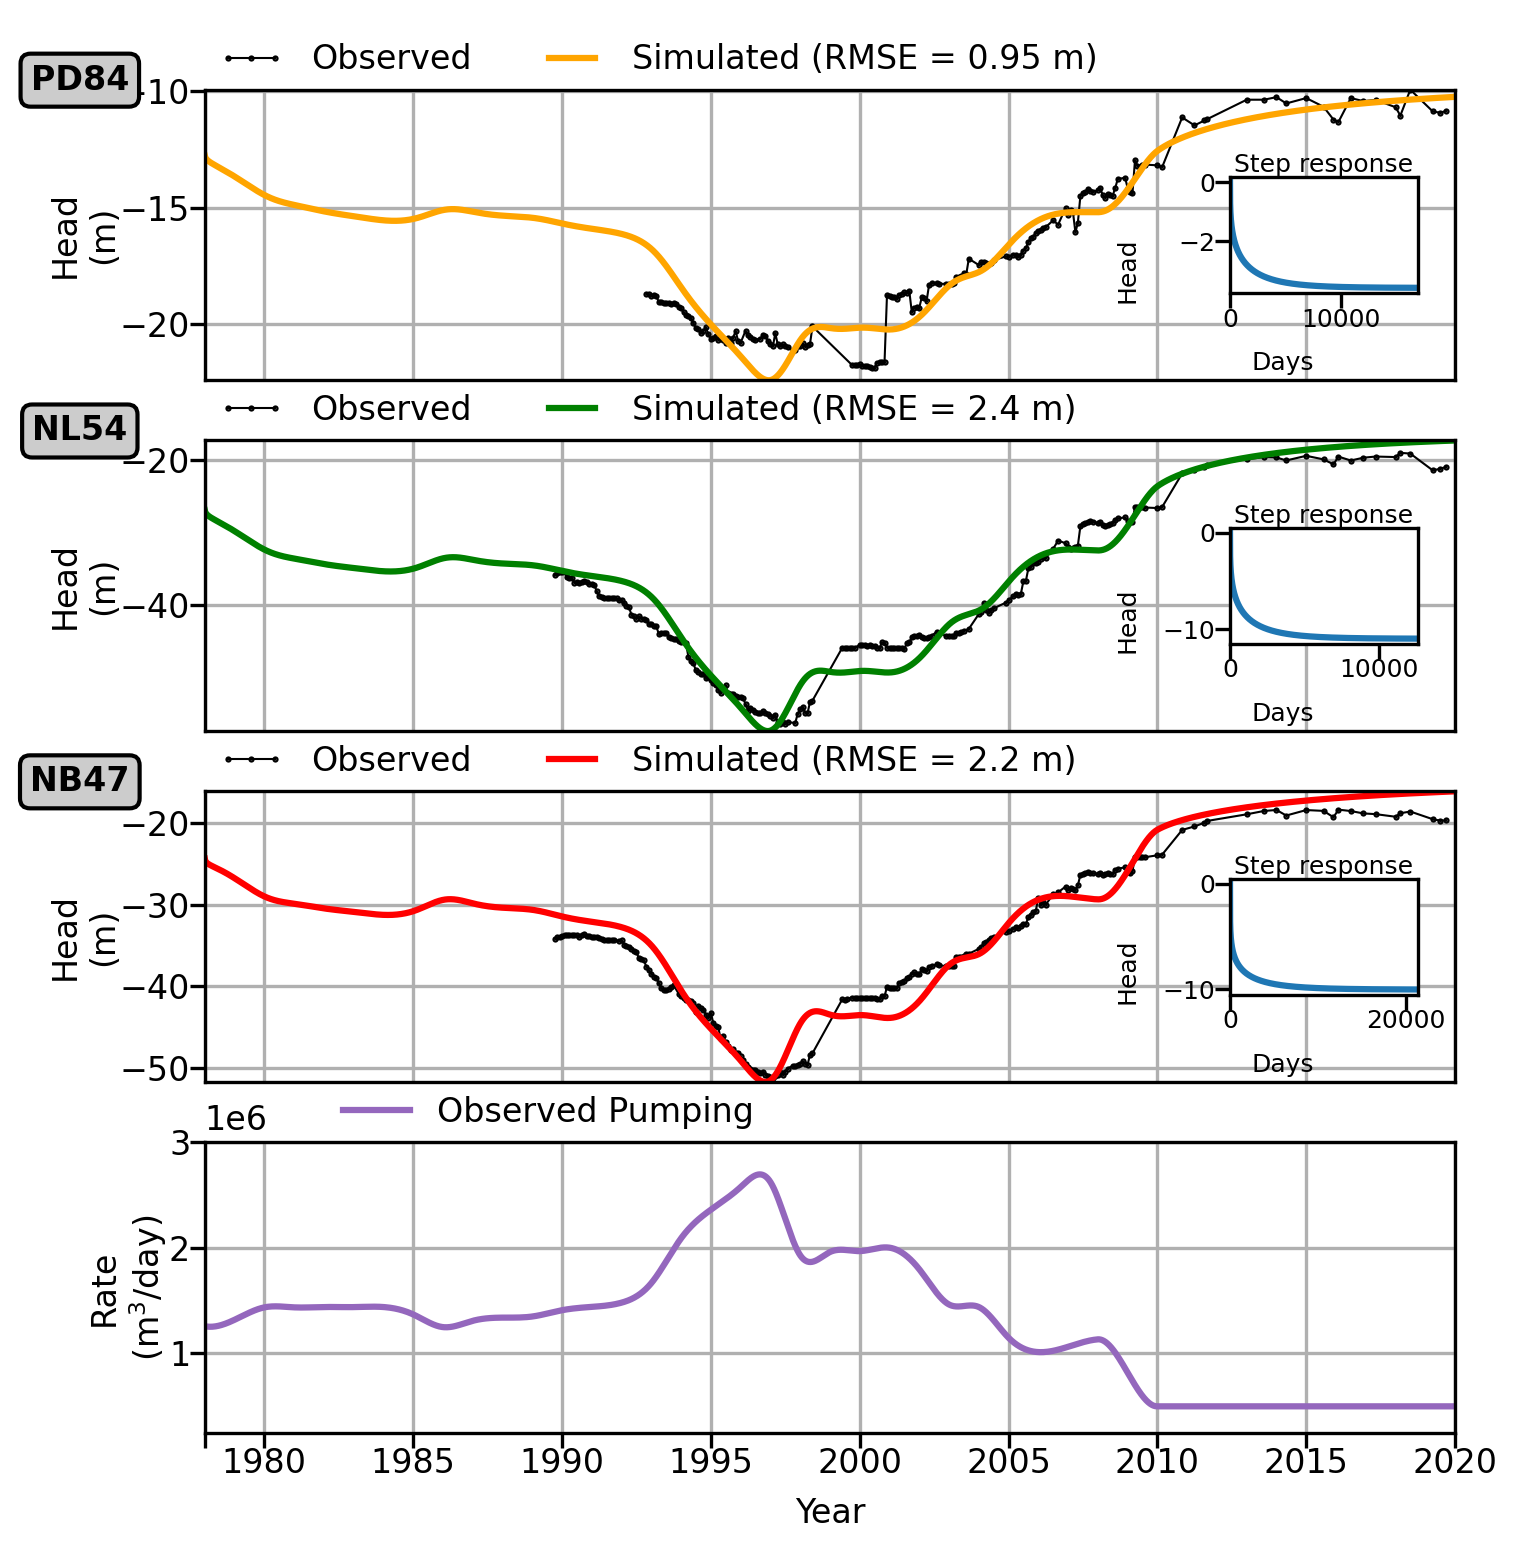 Observed Simulated (RMSE = 0.95 m)
PD84
−10
−15
−20
Head
(m)
Step response
0
−2
Head
0 10000
Days
Observed Simulated (RMSE = 2.4 m)
NL54
−20
−40
Head
(m)
Step response
0
−10
Head
0 10000
Days
Observed Simulated (RMSE = 2.2 m)
NB47
−20
−30
−40
−50
Head
(m)
Step response
0
−10
Head
0 20000
Days
1e6 Observed Pumping
3
2
1
Rate
(m³/day)
1980 1985 1990 1995 2000 2005 2010 2015 2020
Year